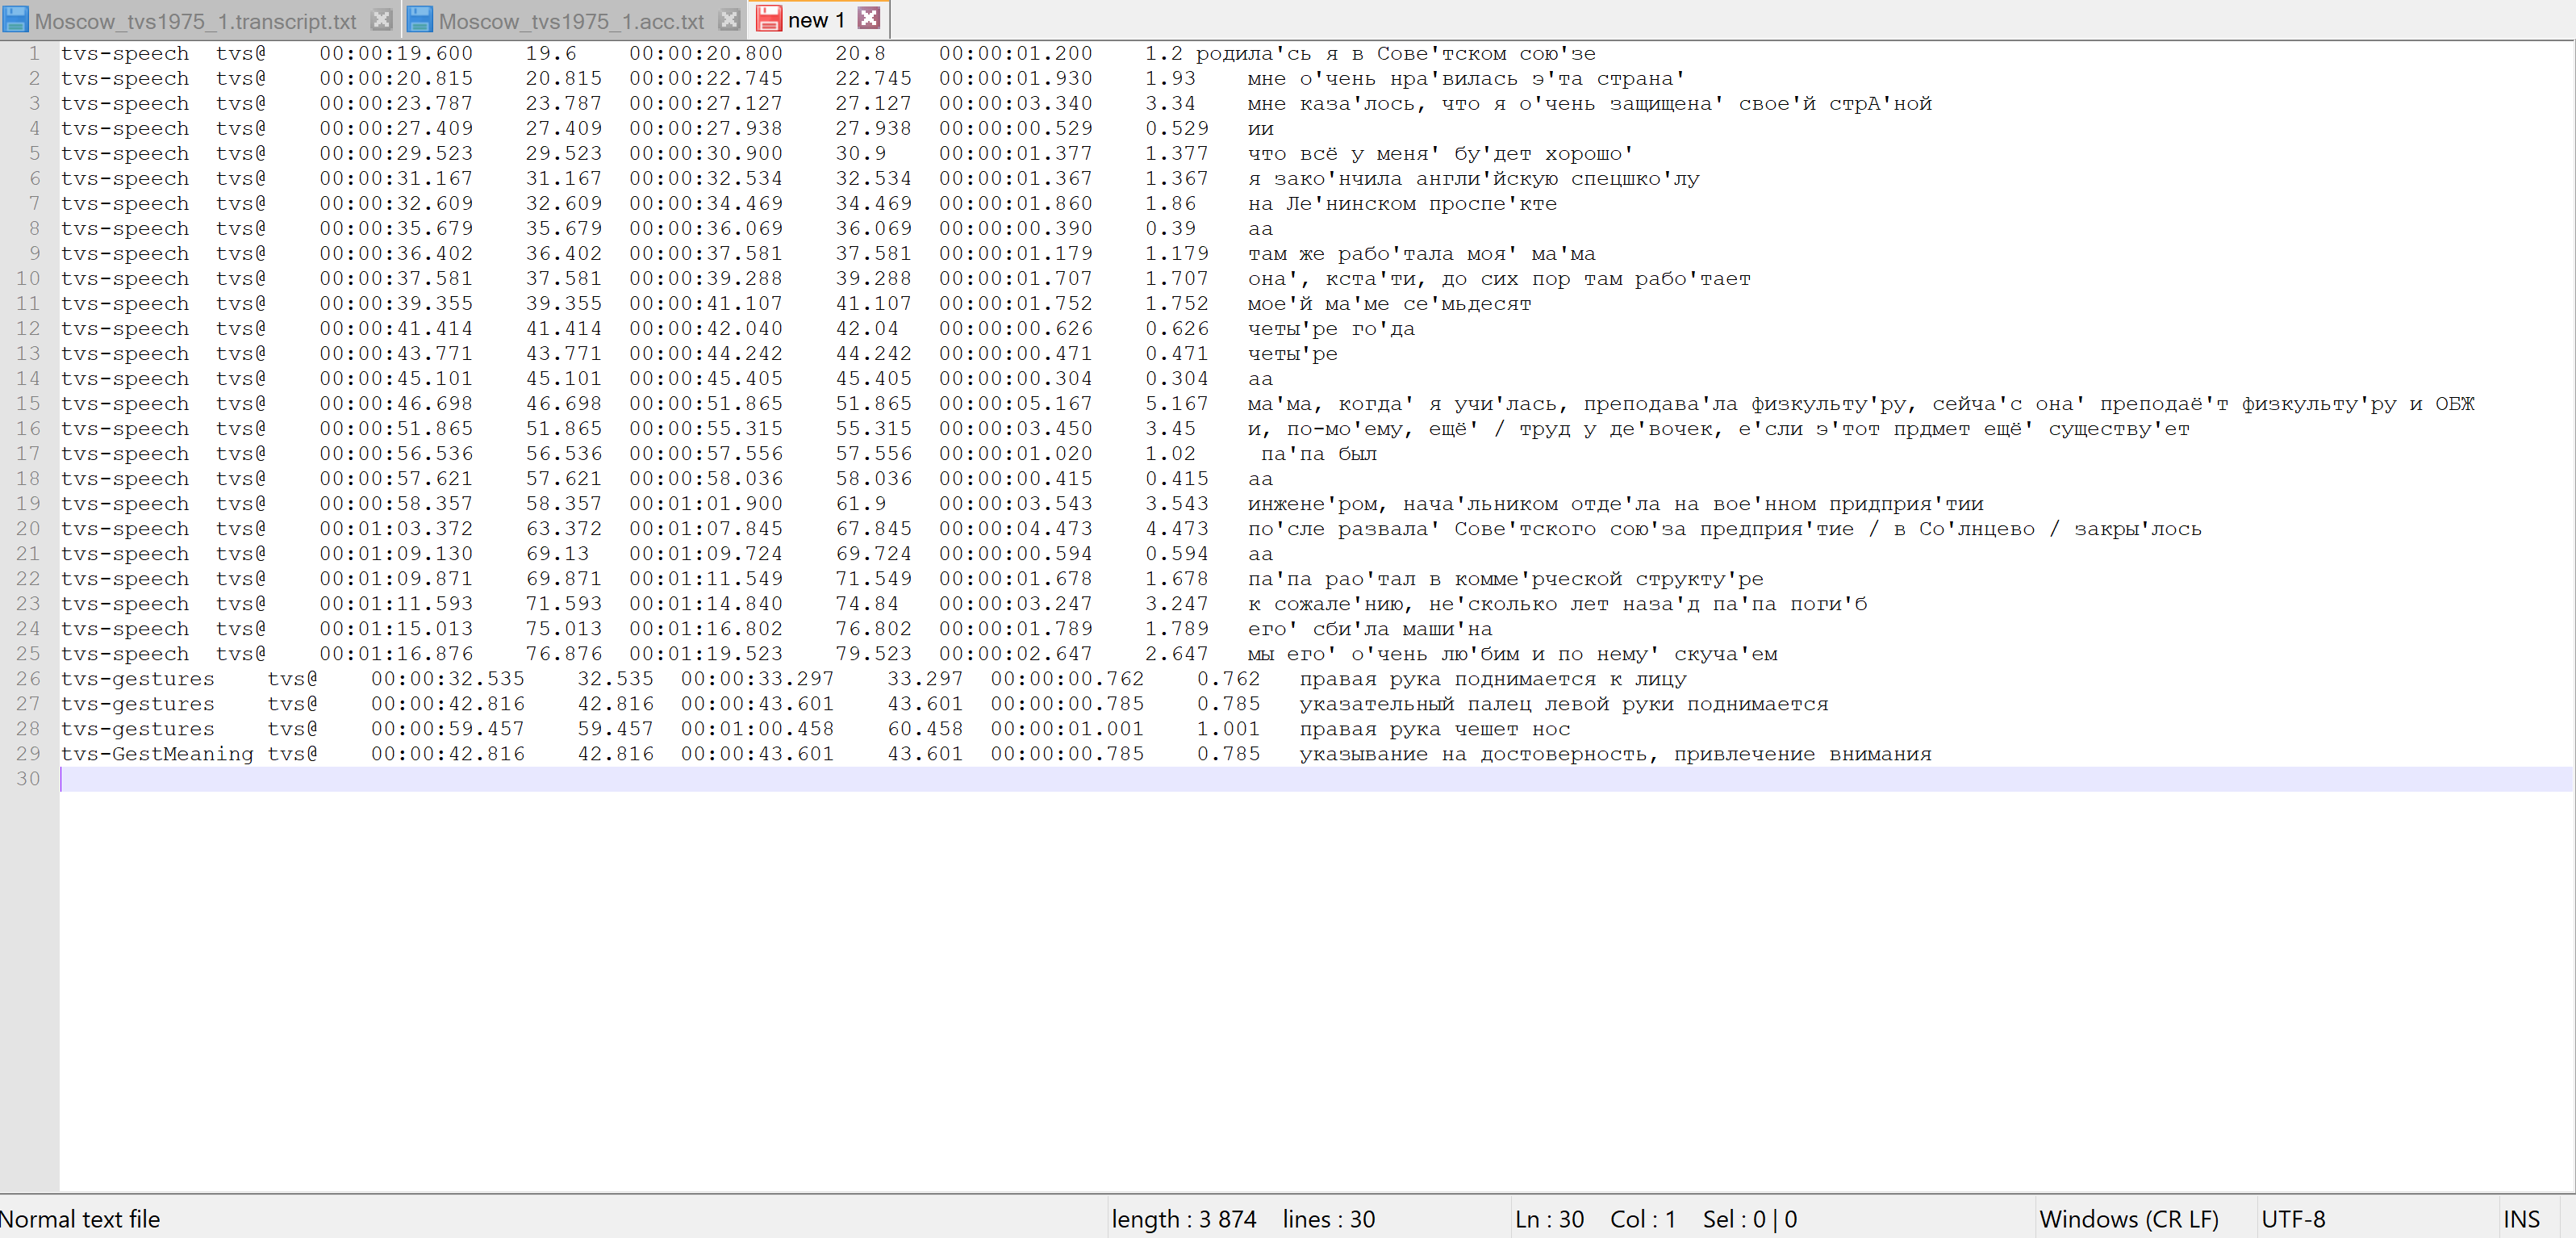 Moscow_tvs1975_1.transcript.txt Moscow_tvs1975_1.acc.txt new 1
1 tvs-speech tvs@ 00:00:19.600 19.6 00:00:20.800 20.8 00:00:01.200 1.2 родила'сь я в Сове'тском сою'зе
2 tvs-speech tvs@ 00:00:20.815 20.815 00:00:22.745 22.745 00:00:01.930 1.93 мне о'чень нра'вилась э'та страна'
3 tvs-speech tvs@ 00:00:23.787 23.787 00:00:27.127 27.127 00:00:03.340 3.34 мне каза'лось, что я о'чень защищена' свое'й стрА'ной
4 tvs-speech tvs@ 00:00:27.409 27.409 00:00:27.938 27.938 00:00:00.529 0.529 ии
5 tvs-speech tvs@ 00:00:29.523 29.523 00:00:30.900 30.9 00:00:01.377 1.377 что всё у меня' бу'дет хорошо'
6 tvs-speech tvs@ 00:00:31.167 31.167 00:00:32.534 32.534 00:00:01.367 1.367 я зако'нчила англи'йскую спецшко'лу
7 tvs-speech tvs@ 00:00:32.609 32.609 00:00:34.469 34.469 00:00:01.860 1.86 на Ле'нинском проспе'кте
8 tvs-speech tvs@ 00:00:35.679 35.679 00:00:36.069 36.069 00:00:00.390 0.39 аа
9 tvs-speech tvs@ 00:00:36.402 36.402 00:00:37.581 37.581 00:00:01.179 1.179 там же рабо'тала моя' ма'ма
10 tvs-speech tvs@ 00:00:37.581 37.581 00:00:39.288 39.288 00:00:01.707 1.707 она', кста'ти, до сих пор там рабо'тает
11 tvs-speech tvs@ 00:00:39.355 39.355 00:00:41.107 41.107 00:00:01.752 1.752 мое'й ма'ме се'мьдесят
12 tvs-speech tvs@ 00:00:41.414 41.414 00:00:42.040 42.04 00:00:00.626 0.626 четы'ре го'да
13 tvs-speech tvs@ 00:00:43.771 43.771 00:00:44.242 44.242 00:00:00.471 0.471 четы'ре
14 tvs-speech tvs@ 00:00:45.101 45.101 00:00:45.405 45.405 00:00:00.304 0.304 аа
15 tvs-speech tvs@ 00:00:46.698 46.698 00:00:51.865 51.865 00:00:05.167 5.167 ма'ма, когда' я учи'лась, преподава'ла физкульту'ру, сейча'с она' преподаё'т физкульту'ру и ОБЖ
16 tvs-speech tvs@ 00:00:51.865 51.865 00:00:55.315 55.315 00:00:03.450 3.45 и, по-мо'ему, ещё' / труд у де'вочек, е'сли э'тот прдмет ещё' существу'ет
17 tvs-speech tvs@ 00:00:56.536 56.536 00:00:57.556 57.556 00:00:01.020 1.02 па'па был
18 tvs-speech tvs@ 00:00:57.621 57.621 00:00:58.036 58.036 00:00:00.415 0.415 аа
19 tvs-speech tvs@ 00:00:58.357 58.357 00:01:01.900 61.9 00:00:03.543 3.543 инжене'ром, нача'льником отде'ла на вое'нном придприя'тии
20 tvs-speech tvs@ 00:01:03.372 63.372 00:01:07.845 67.845 00:00:04.473 4.473 по'сле развала' Сове'тского сою'за предприя'тие / в Со'лнцево / закры'лось
21 tvs-speech tvs@ 00:01:09.130 69.13 00:01:09.724 69.724 00:00:00.594 0.594 аа
22 tvs-speech tvs@ 00:01:09.871 69.871 00:01:11.549 71.549 00:00:01.678 1.678 па'па рао'тал в комме'рческой структу'ре
23 tvs-speech tvs@ 00:01:11.593 71.593 00:01:14.840 74.84 00:00:03.247 3.247 к сожале'нию, не'сколько лет наза'д па'па поги'б
24 tvs-speech tvs@ 00:01:15.013 75.013 00:01:16.802 76.802 00:00:01.789 1.789 его' сби'ла маши'на
25 tvs-speech tvs@ 00:01:16.876 76.876 00:01:19.523 79.523 00:00:02.647 2.647 мы его' о'чень лю'бим и по нему' скуча'ем
26 tvs-gestures tvs@ 00:00:32.535 32.535 00:00:33.297 33.297 00:00:00.762 0.762 правая рука поднимается к лицу
27 tvs-gestures tvs@ 00:00:42.816 42.816 00:00:43.601 43.601 00:00:00.785 0.785 указательный палец левой руки поднимается
28 tvs-gestures tvs@ 00:00:59.457 59.457 00:01:00.458 60.458 00:00:01.001 1.001 правая рука чешет нос
29 tvs-GestMeaning tvs@ 00:00:42.816 42.816 00:00:43.601 43.601 00:00:00.785 0.785 указывание на достоверность, привлечение внимания
30
Normal text file length : 3 874 lines : 30 Ln : 30 Col : 1 Sel : 0 | 0 Windows (CR LF) UTF-8 INS